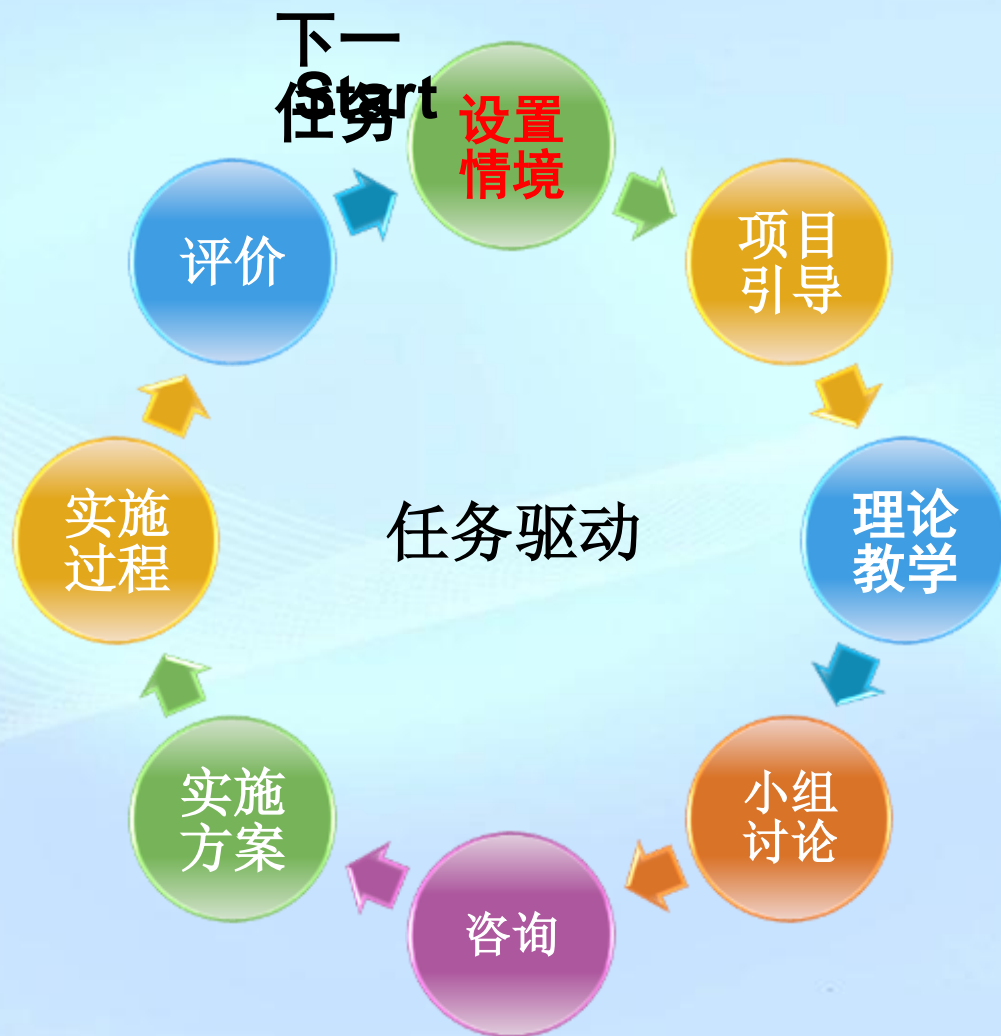 下一
任务
Start
设置
情境
项目
引导
理论
教学
小组
讨论
咨询
实施
方案
实施
过程
评价
任务驱动